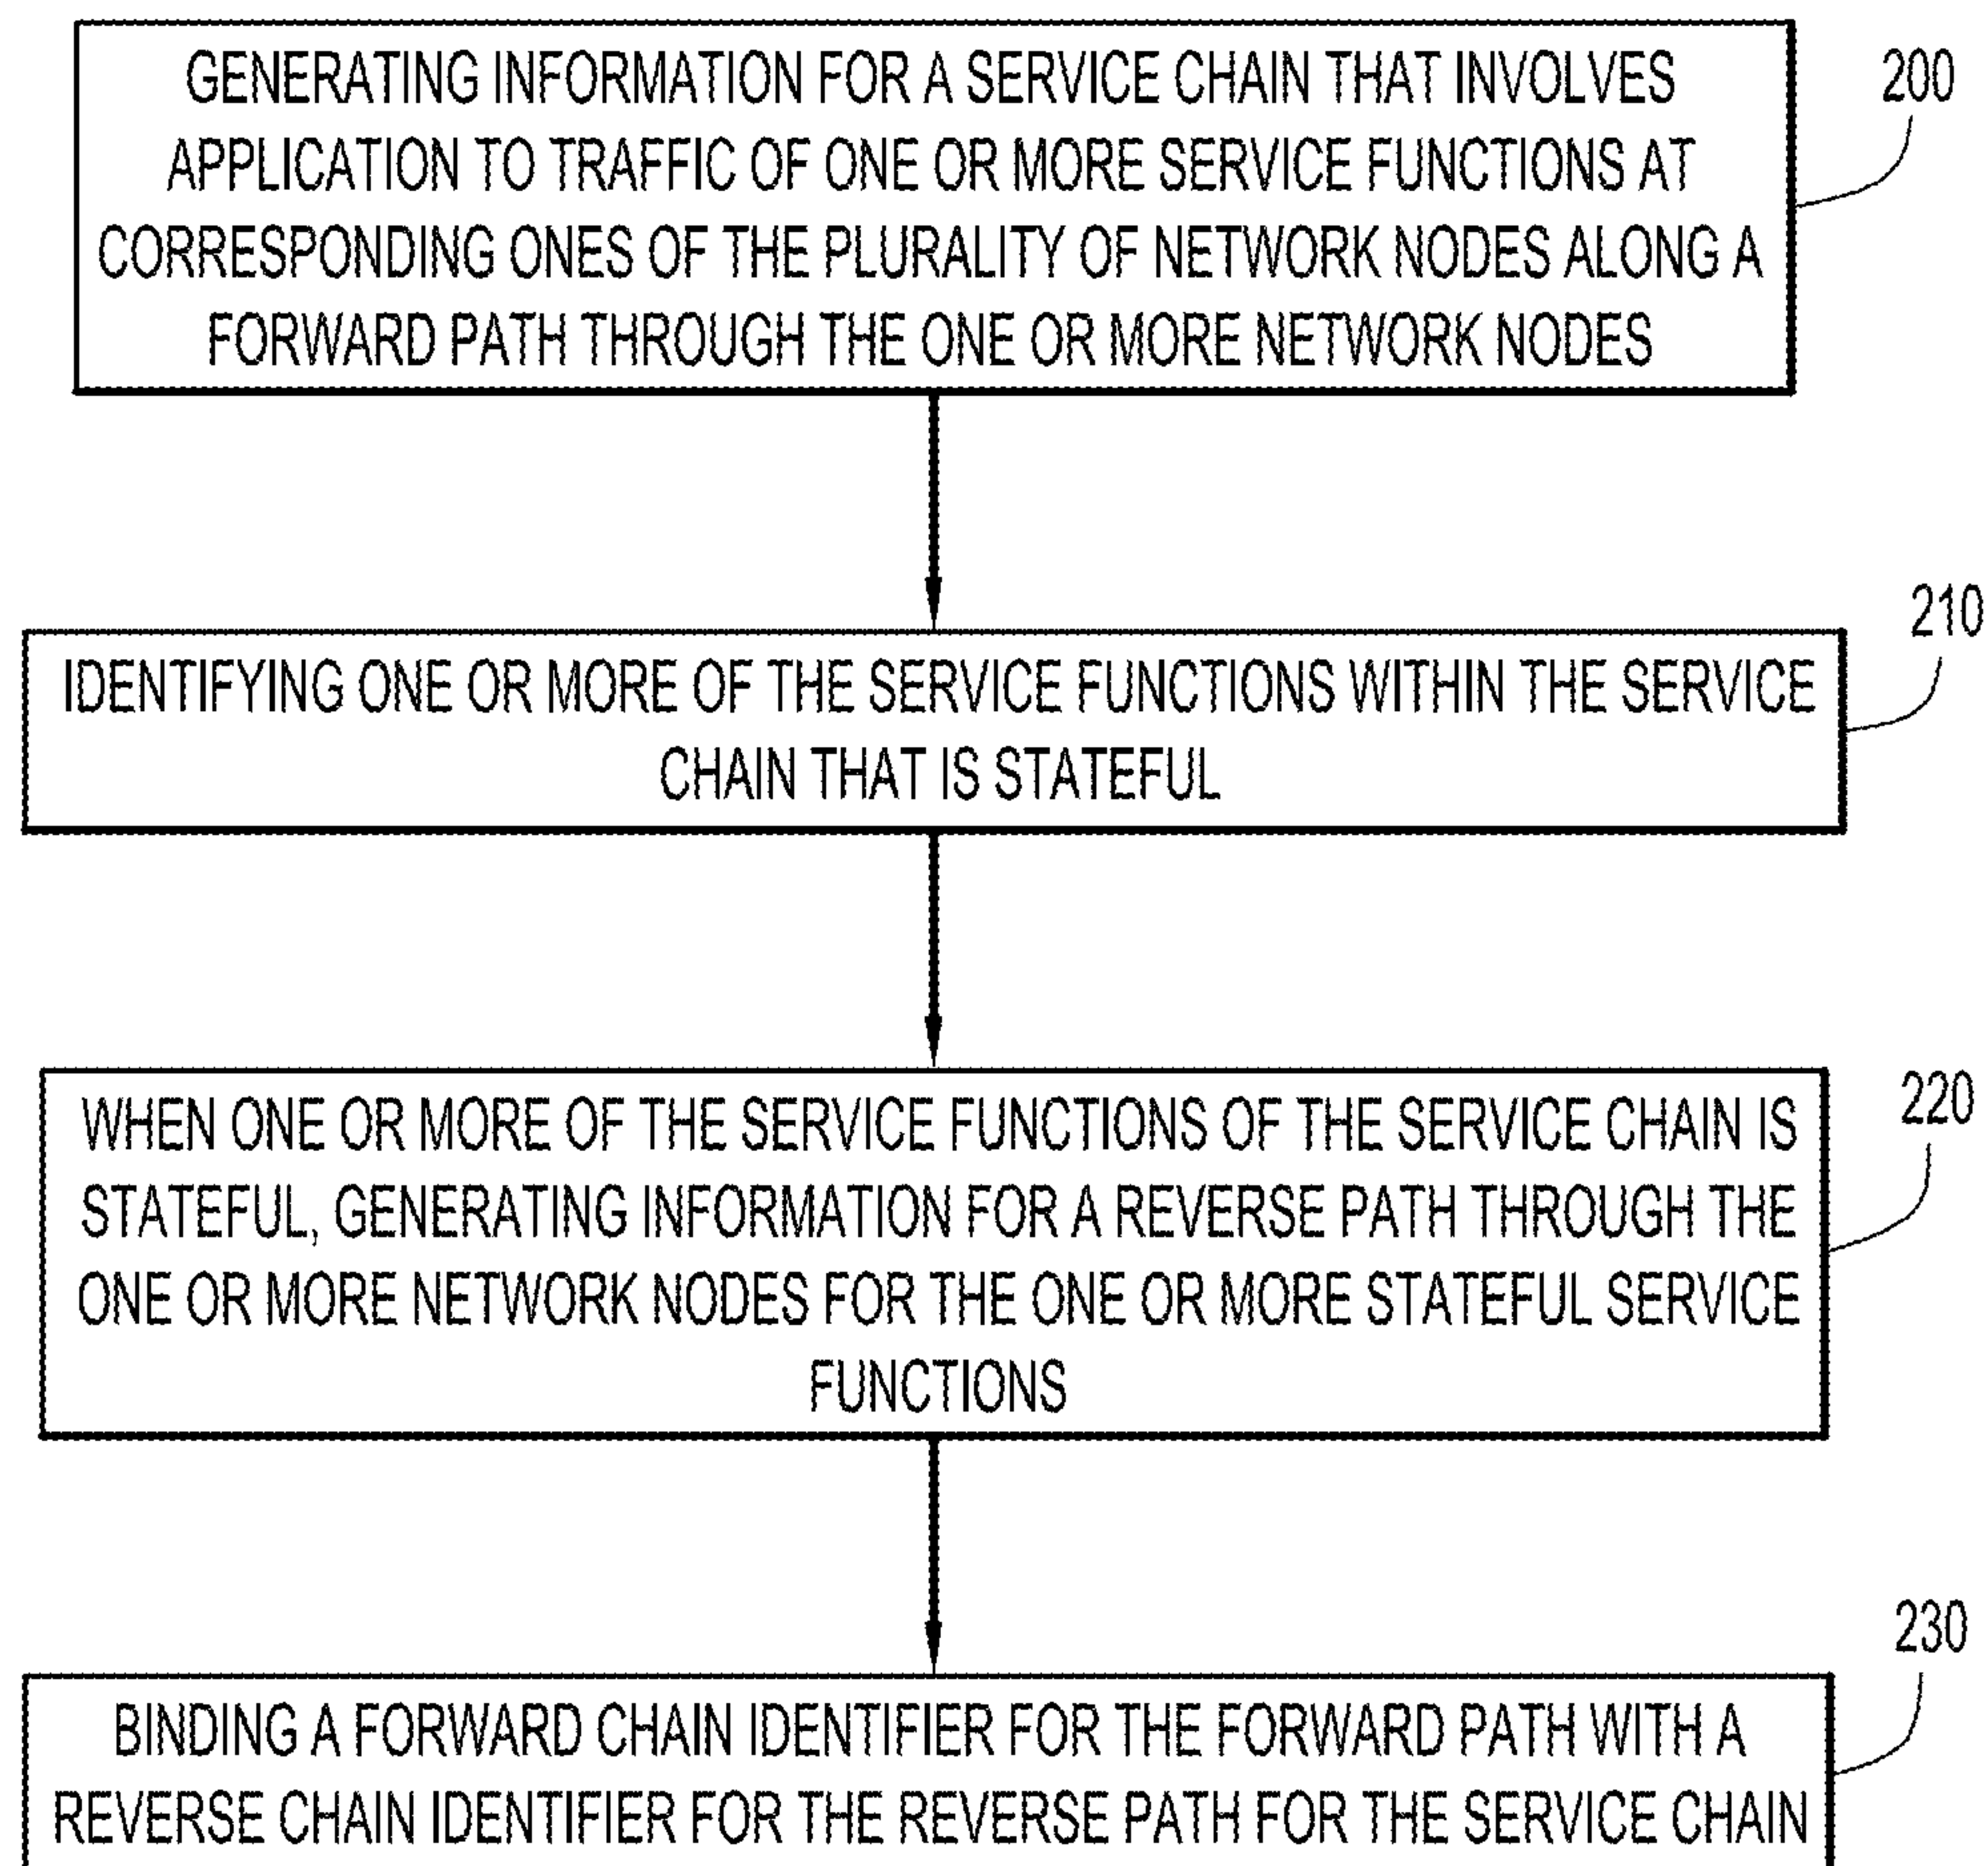 GENERATING INFORMATION FOR A SERVICE CHAIN THAT INVOLVES
APPLICATION TO TRAFFIC OF ONE OR MORE SERVICE FUNCTIONS AT
CORRESPONDING ONES OF THE PLURALITY OF NETWORK NODES ALONG A
FORWARD PATH THROUGH THE ONE OR MORE NETWORK NODES
200
IDENTIFYING ONE OR MORE OF THE SERVICE FUNCTIONS WITHIN THE SERVICE
CHAIN THAT IS STATEFUL
210
WHEN ONE OR MORE OF THE SERVICE FUNCTIONS OF THE SERVICE CHAIN IS
STATEFUL, GENERATING INFORMATION FOR A REVERSE PATH THROUGH THE
ONE OR MORE NETWORK NODES FOR THE ONE OR MORE STATEFUL SERVICE
FUNCTIONS
220
BINDING A FORWARD CHAIN IDENTIFIER FOR THE FORWARD PATH WITH A
REVERSE CHAIN IDENTIFIER FOR THE REVERSE PATH FOR THE SERVICE CHAIN
230